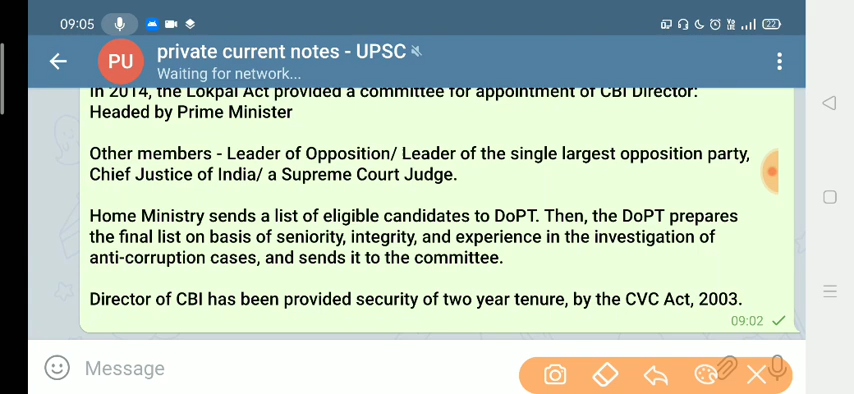 09:05
22
PU
private current notes - UPSC
Waiting for network...
In 2014, the Lokpal Act provided a committee for appointment of CBI Director:
Headed by Prime Minister
Other members - Leader of Opposition/ Leader of the single largest opposition party,
Chief Justice of India/ a Supreme Court Judge.
Home Ministry sends a list of eligible candidates to DoPT. Then, the DoPT prepares
the final list on basis of seniority, integrity, and experience in the investigation of
anti-corruption cases, and sends it to the committee.
Director of CBI has been provided security of two year tenure, by the CVC Act, 2003.
09:02
Message